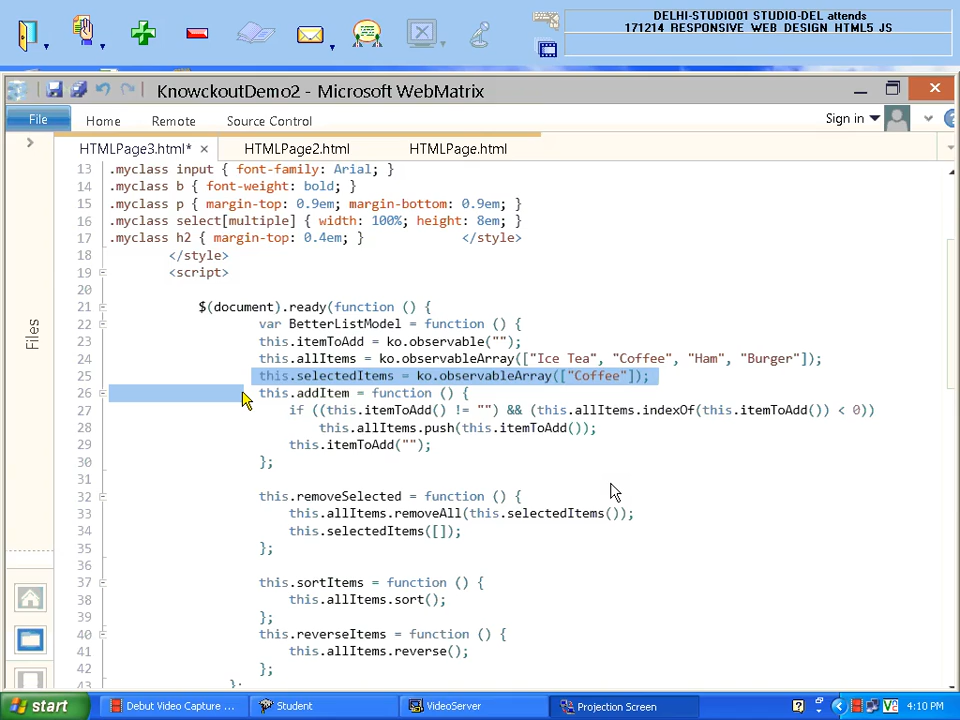 DELHI-STUDIO01 STUDIO-DEL attends
171214_RESPONSIVE_WEB_DESIGN_HTML5_JS
KnowckoutDemo2 - Microsoft WebMatrix
File
Home
Remote
Source Control
Sign in
HTMLPage3.html* ×
HTMLPage2.html
HTMLPage.html
Files
13 .myclass input { font-family: Arial; }
14 .myclass b { font-weight: bold; }
15 .myclass p { margin-top: 0.9em; margin-bottom: 0.9em; }
16 .myclass select[multiple] { width: 100%; height: 8em; }
17 .myclass h2 { margin-top: 0.4em; } </style>
18 </style>
19 <script>
20
21 $(document).ready(function () {
22 var BetterListModel = function () {
23 this.itemToAdd = ko.observable("");
24 this.allItems = ko.observableArray(["Ice Tea", "Coffee", "Ham", "Burger"]);
25 this.selectedItems = ko.observableArray(["Coffee"]);
26 this.addItem = function () {
27 if ((this.itemToAdd() != "") && (this.allItems.indexOf(this.itemToAdd()) < 0))
28 this.allItems.push(this.itemToAdd());
29 this.itemToAdd("");
30 };
31
32 this.removeSelected = function () {
33 this.allItems.removeAll(this.selectedItems());
34 this.selectedItems([]);
35 };
36
37 this.sortItems = function () {
38 this.allItems.sort();
39 };
40 this.reverseItems = function () {
41 this.allItems.reverse();
42 };
43 };
start
Debut Video Capture ...
Student
VideoServer
Projection Screen
4:10 PM